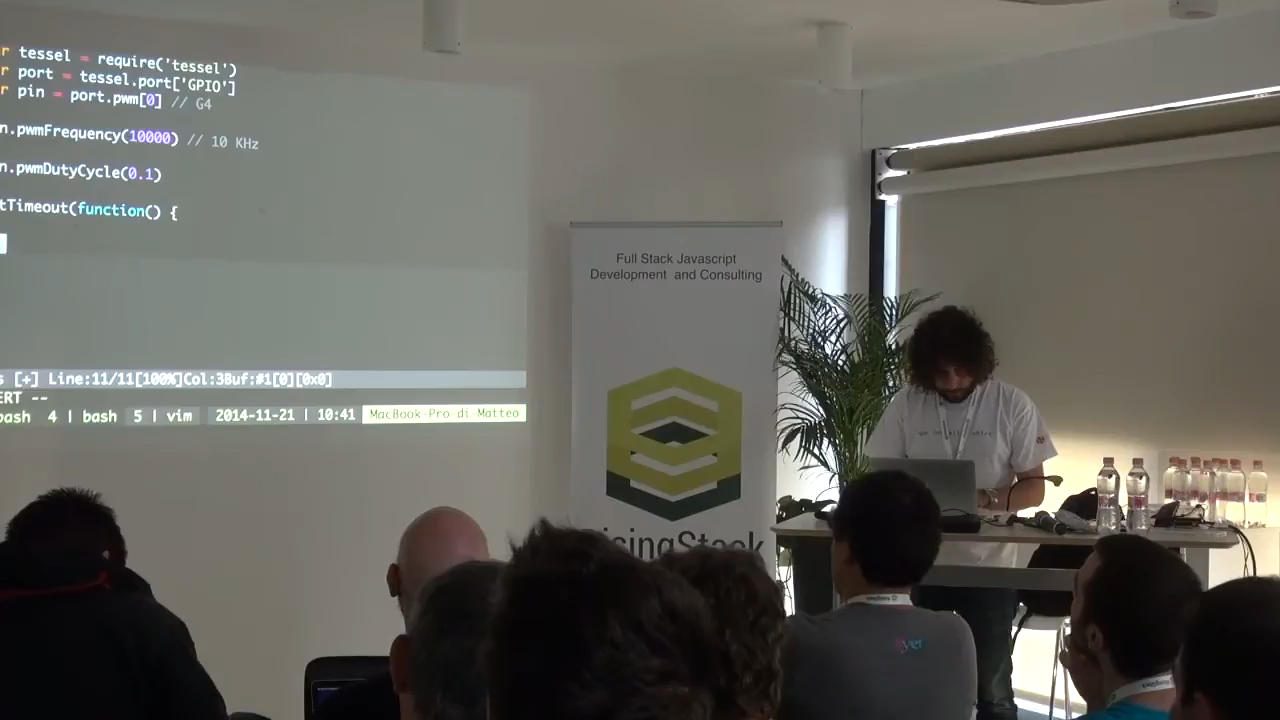 r tessel = require('tessel')
r port = tessel.port['GPIO']
r pin = port.pwm[0] // G4
n.pwmFrequency(10000) // 10 KHz
n.pwmDutyCycle(0.1)
tTimeout(function() {
s [+] Line:11/11[100%]Col:3Buf:#1[0][0x0]
ERT --
bash 4 | bash 5 | vim 2014-11-21 | 10:41 MacBook-Pro-di-Matteo
Full Stack Javascript
Development and Consulting
RisingStack